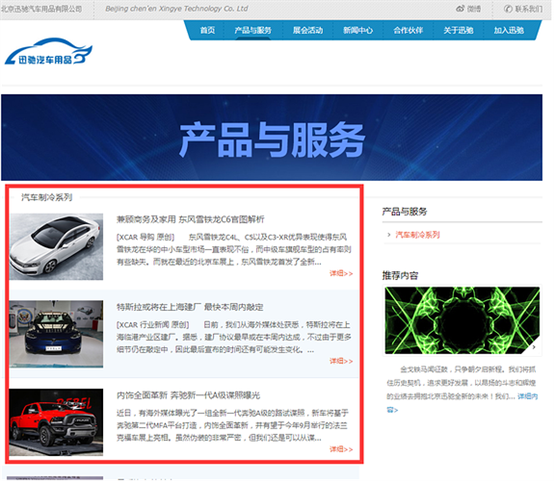 北京迅驰汽车用品有限公司 Beijing chen'en Xingye Technology Co. Ltd 微博 联系我们
首页 产品与服务 展会活动 新闻中心 合作伙伴 关于迅驰 加入迅驰
迅驰汽车用品
产品与服务
汽车制冷系列
兼顾商务及家用 东风雪铁龙C6官图解析
[XCAR 导购 原创] 东风雪铁龙C4L、C5以及C3-XR优异表现使得东风
雪铁龙在华的中小车型市场一直表现不俗，而中级车旗舰车型的占有率则
有些缺失。而就在最近的北京车展上，东风雪铁龙首发了全新...
详细>>
特斯拉或将在上海建厂 最快本周内敲定
[XCAR 行业新闻 原创] 日前，我们从海外媒体处获悉，特斯拉将在上
海临港产业区建厂。据悉，建厂协议最早或在本周内达成，不过由于更多
细节仍在敲定中，因此最后宣布的时间还有可能发生变化。...
详细>>
内饰全面革新 奔驰新一代A级谍照曝光
近日，有海外媒体曝光了一组全新一代奔驰A级的路试谍照，新车将基于
奔驰第二代MFA平台打造，内饰全面革新，并有望于今年9月举行的法兰
克福车展上亮相。虽然伪装的非常严密，但我们还是可以从谍...
详细>>
产品与服务
› 汽车制冷系列
推荐内容
金戈铁马闻迁数，只争朝夕启新程。我们将抓
住历史契机，追求更好发展，以昂扬的斗志和辉煌
的业绩去拥抱北京迅驰全新的未来！我们... 详细内
容>